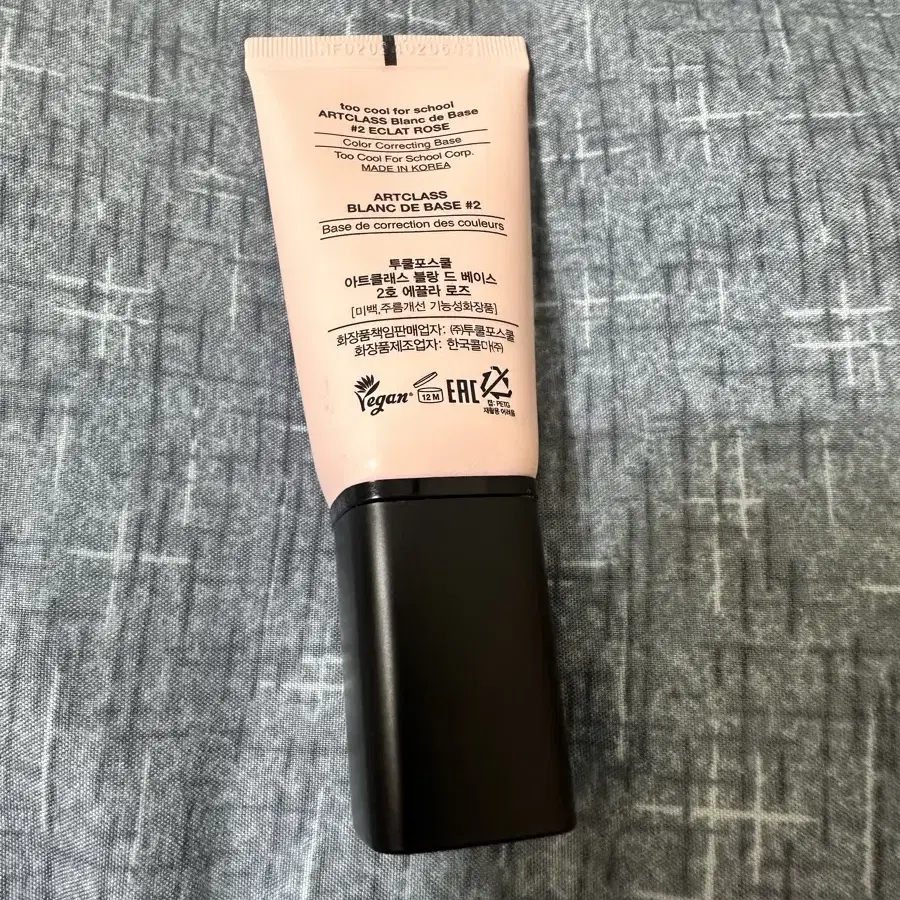 too cool for school
ARTCLASS Blanc de Base
#2 ECLAT ROSE
Color Correcting Base
Too Cool For School Corp.
MADE IN KOREA
ARTCLASS
BLANC DE BASE #2
Base de correction des couleurs
투쿨포스쿨
아트클래스 블랑 드 베이스
2호 에끌라 로즈
[미백,주름개선 기능성화장품]
화장품책임판매업자: ㈜투쿨포스쿨
화장품제조업자: 한국콜마㈜
Vegan 12 M EAC
캡: PETG
재활용 어려움